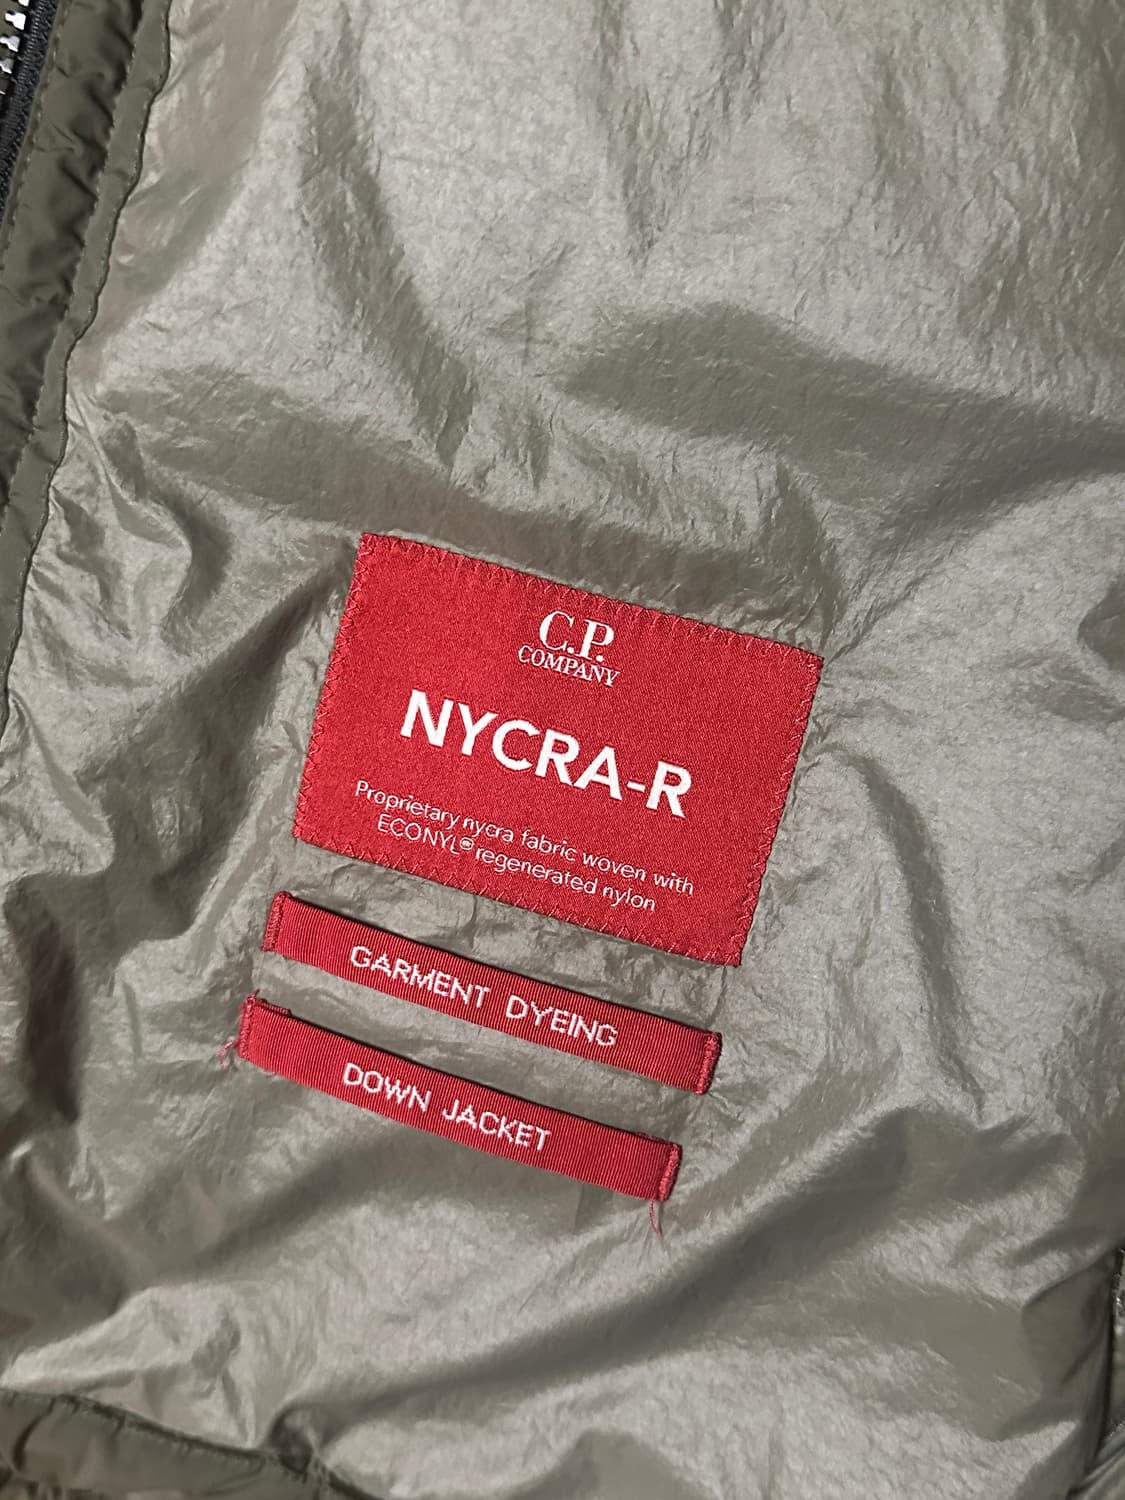 C.P.
COMPANY
NYCRA-R
Proprietary nycra fabric woven with
ECONYL® regenerated nylon
GARMENT DYEING
DOWN JACKET